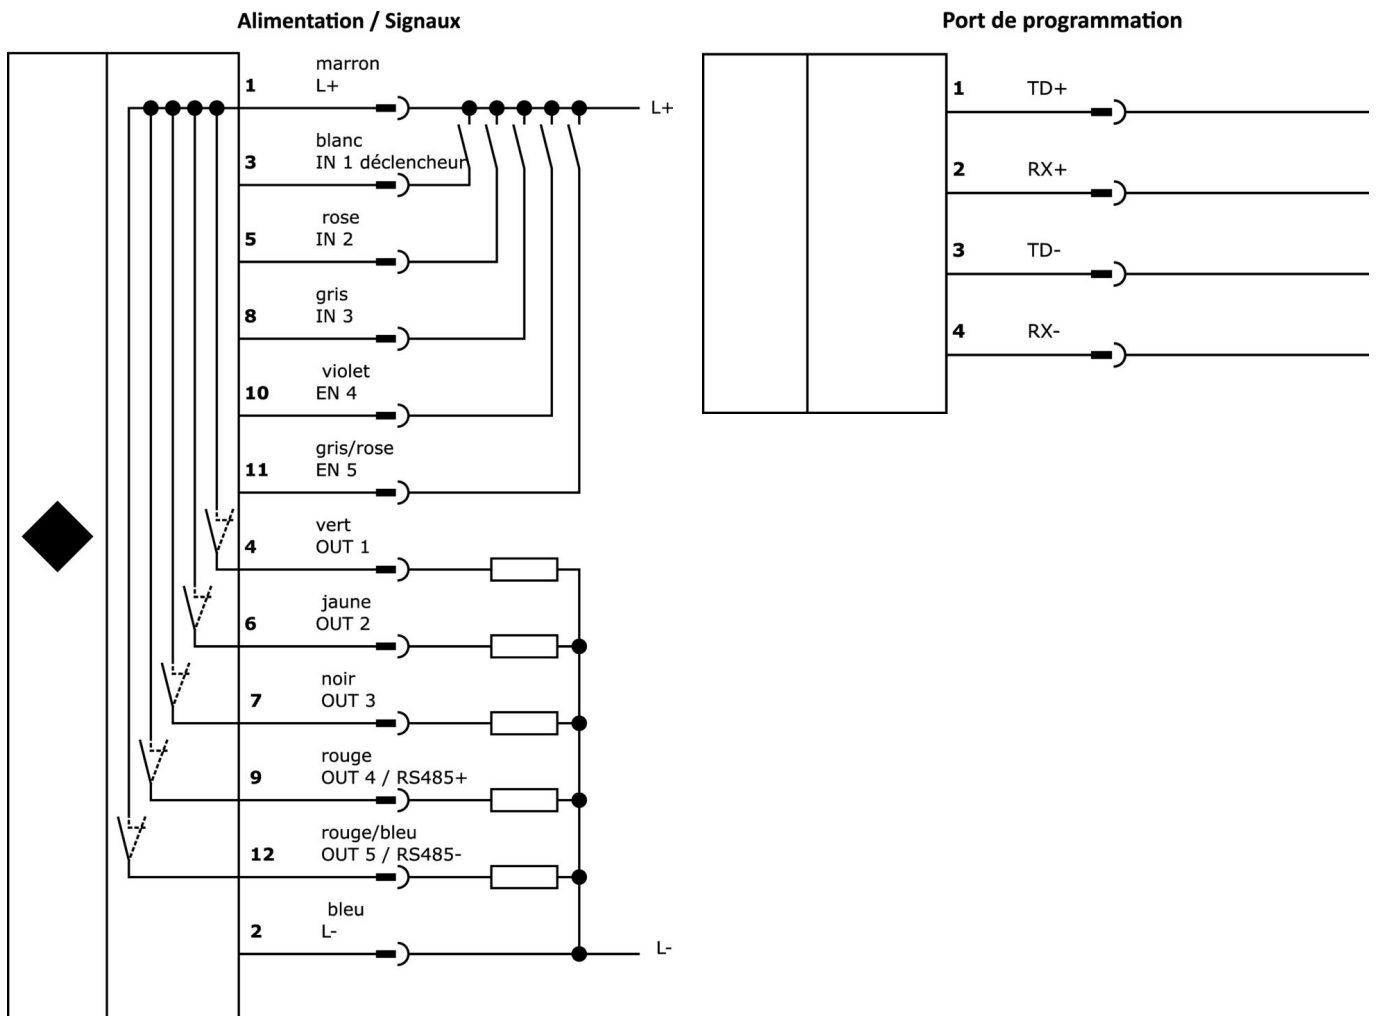 Alimentation / Signaux
marron
1 L+
L+
blanc
3 IN 1 déclencheur
rose
5 IN 2
gris
8 IN 3
violet
10 EN 4
gris/rose
11 EN 5
vert
4 OUT 1
jaune
6 OUT 2
noir
7 OUT 3
rouge
9 OUT 4 / RS485+
rouge/bleu
12 OUT 5 / RS485-
bleu
2 L-
L-
Port de programmation
1 TD+
2 RX+
3 TD-
4 RX-